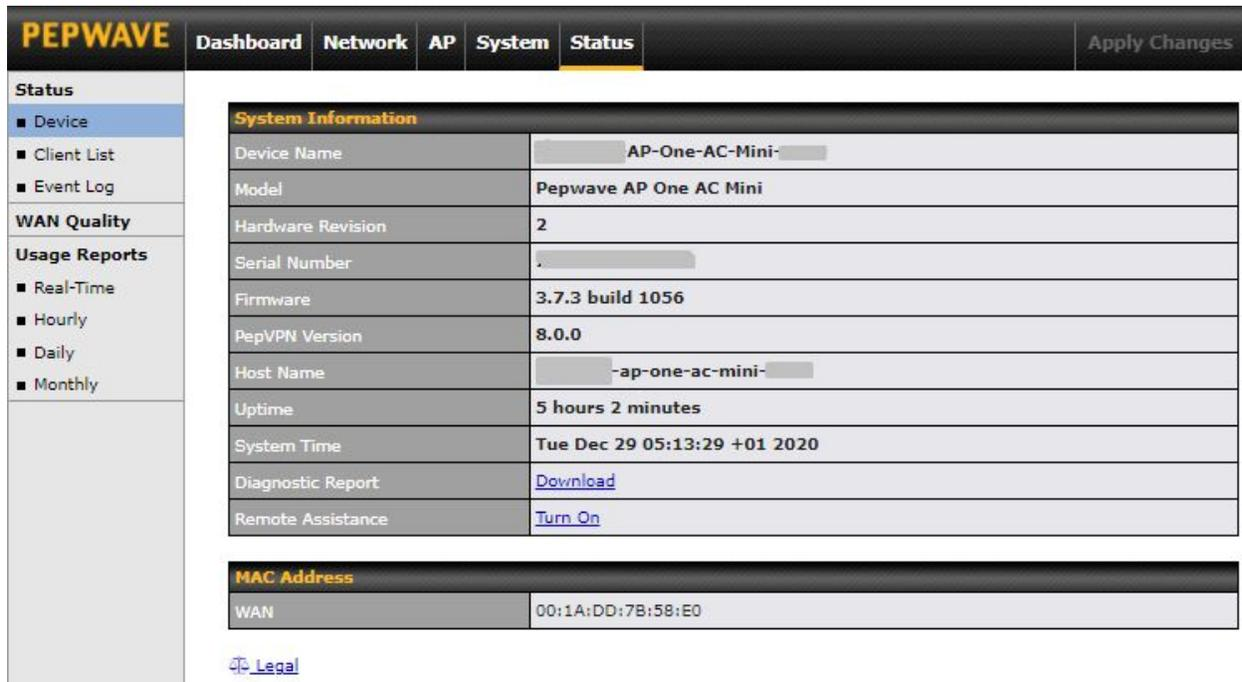 PEPWAVE Dashboard Network AP System Status Apply Changes
Status
Device
Client List
Event Log
WAN Quality
Usage Reports
Real-Time
Hourly
Daily
Monthly
System Information
Device Name AP-One-AC-Mini-
Model Pepwave AP One AC Mini
Hardware Revision 2
Serial Number
Firmware 3.7.3 build 1056
PepVPN Version 8.0.0
Host Name -ap-one-ac-mini-
Uptime 5 hours 2 minutes
System Time Tue Dec 29 05:13:29 +01 2020
Diagnostic Report Download
Remote Assistance Turn On
MAC Address
WAN 00:1A:DD:7B:58:E0
Legal